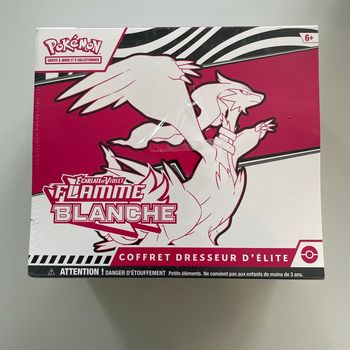 POKÉMON
CARTES À JOUER ET À COLLECTIONNER
6+
ÉCARLATE ET VIOLET
FLAMME
BLANCHE
COFFRET DRESSEUR D'ÉLITE
ATTENTION ! DANGER D'ÉTOUFFEMENT Petits éléments. Ne convient pas aux enfants de moins de 3 ans.